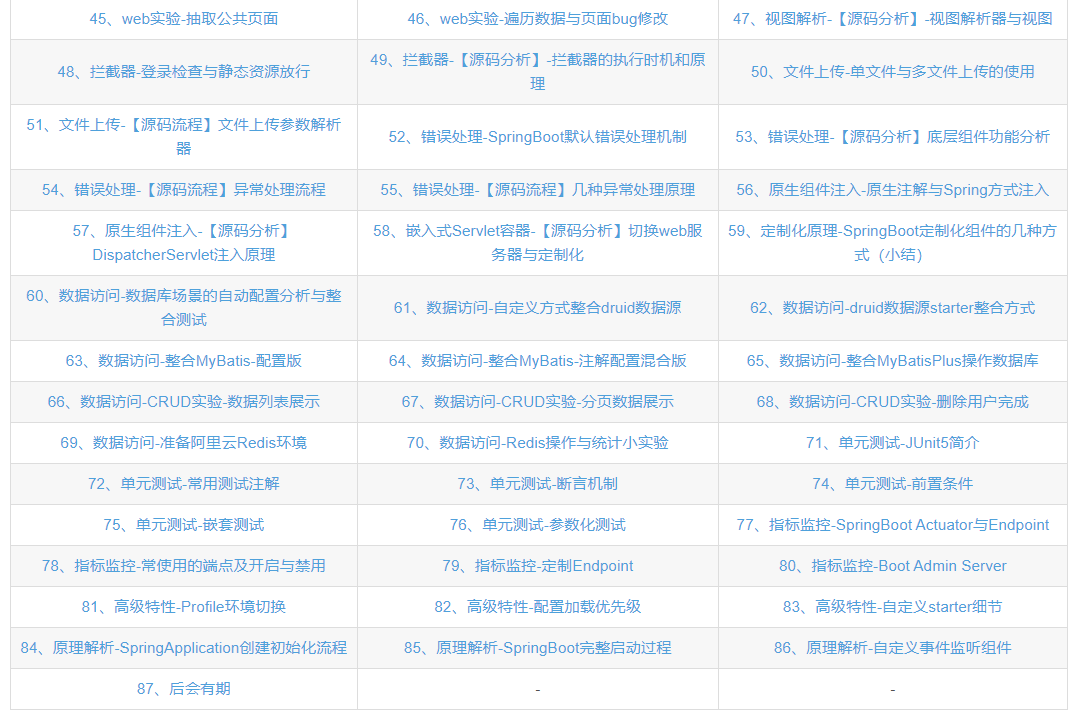 45、web实验-抽取公共页面
46、web实验-遍历数据与页面bug修改
47、视图解析-【源码分析】-视图解析器与视图
48、拦截器-登录检查与静态资源放行
49、拦截器-【源码分析】-拦截器的执行时机和原
理
50、文件上传-单文件与多文件上传的使用
51、文件上传-【源码流程】文件上传参数解析
器
52、错误处理-SpringBoot默认错误处理机制
53、错误处理-【源码分析】底层组件功能分析
54、错误处理-【源码流程】异常处理流程
55、错误处理-【源码流程】几种异常处理原理
56、原生组件注入-原生注解与Spring方式注入
57、原生组件注入-【源码分析】
DispatcherServlet注入原理
58、嵌入式Servlet容器-【源码分析】切换web服
务器与定制化
59、定制化原理-SpringBoot定制化组件的几种方
式（小结）
60、数据访问-数据库场景的自动配置分析与整
合测试
61、数据访问-自定义方式整合druid数据源
62、数据访问-druid数据源starter整合方式
63、数据访问-整合MyBatis-配置版
64、数据访问-整合MyBatis-注解配置混合版
65、数据访问-整合MyBatisPlus操作数据库
66、数据访问-CRUD实验-数据列表展示
67、数据访问-CRUD实验-分页数据展示
68、数据访问-CRUD实验-删除用户完成
69、数据访问-准备阿里云Redis环境
70、数据访问-Redis操作与统计小实验
71、单元测试-JUnit5简介
72、单元测试-常用测试注解
73、单元测试-断言机制
74、单元测试-前置条件
75、单元测试-嵌套测试
76、单元测试-参数化测试
77、指标监控-SpringBoot Actuator与Endpoint
78、指标监控-常使用的端点及开启与禁用
79、指标监控-定制Endpoint
80、指标监控-Boot Admin Server
81、高级特性-Profile环境切换
82、高级特性-配置加载优先级
83、高级特性-自定义starter细节
84、原理解析-SpringApplication创建初始化流程
85、原理解析-SpringBoot完整启动过程
86、原理解析-自定义事件监听组件
87、后会有期
-
-